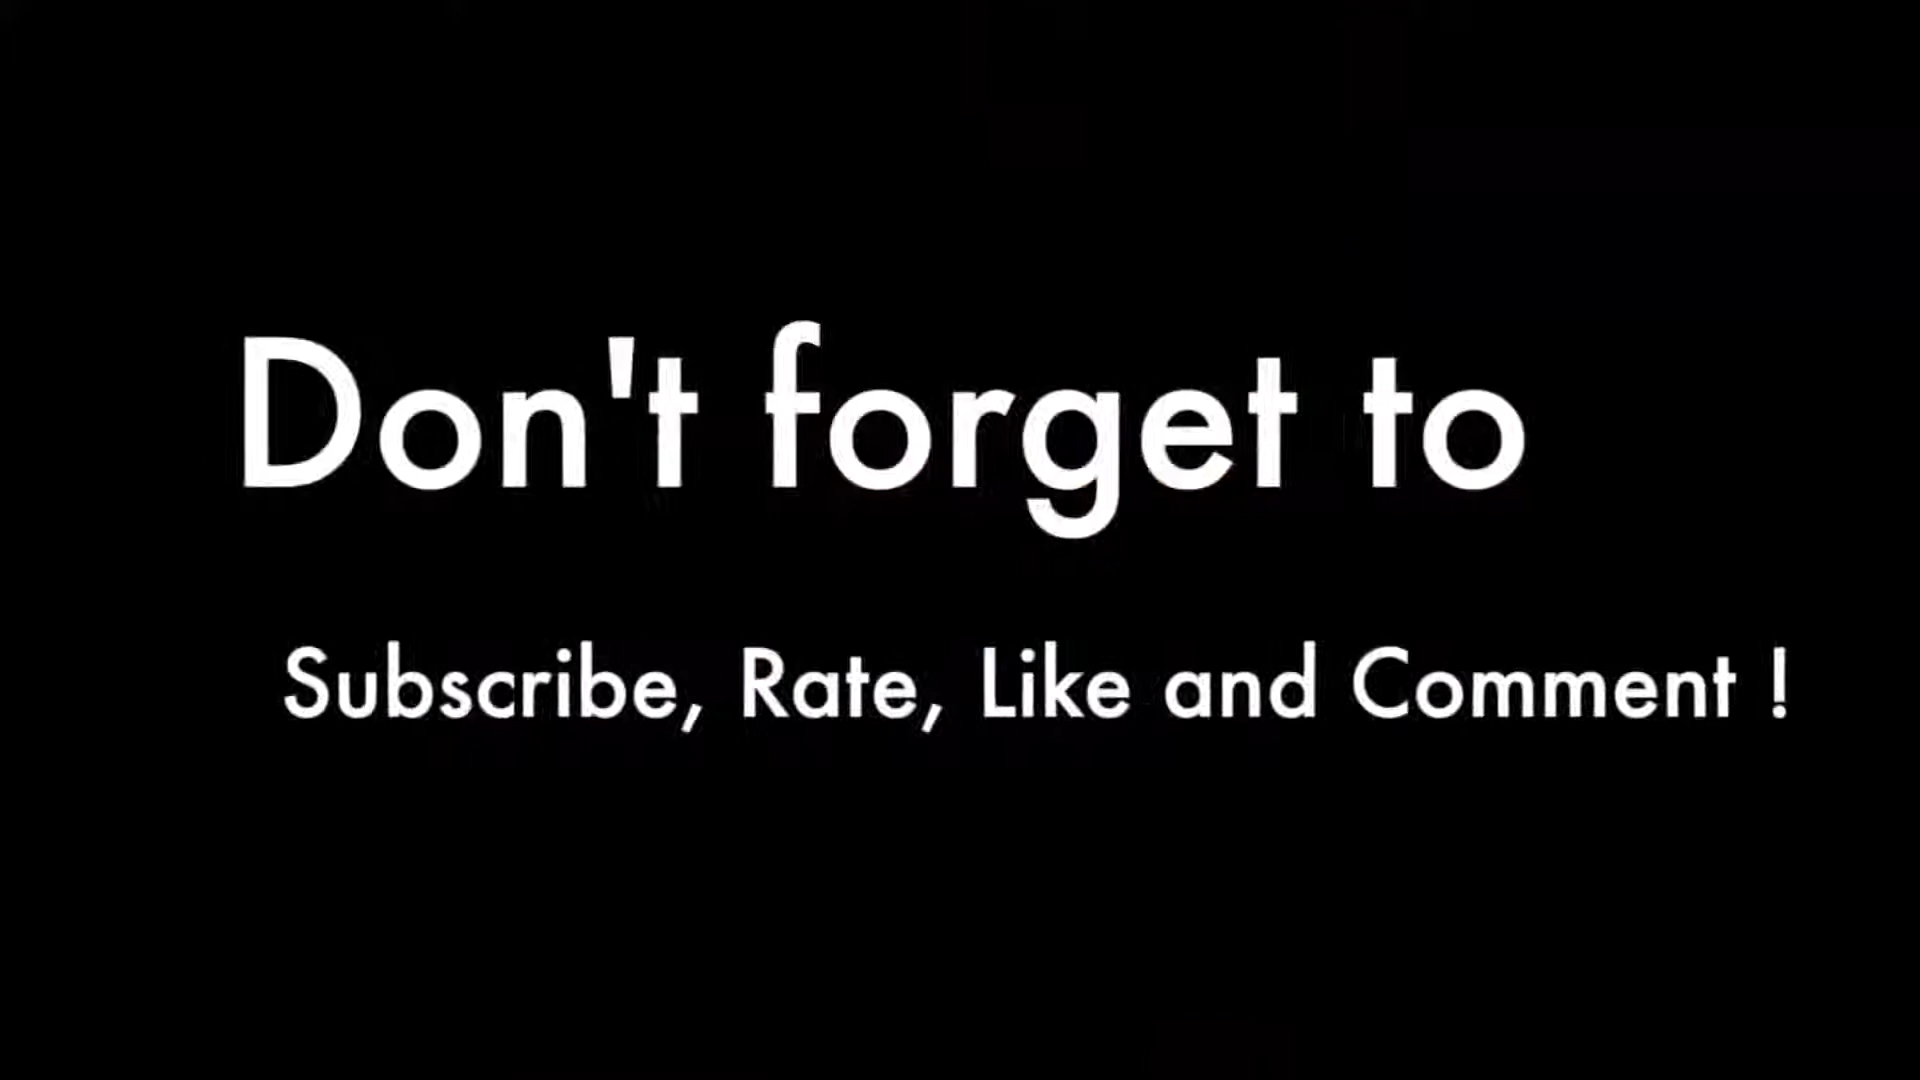 Don't forget to
Subscribe, Rate, Like and Comment !